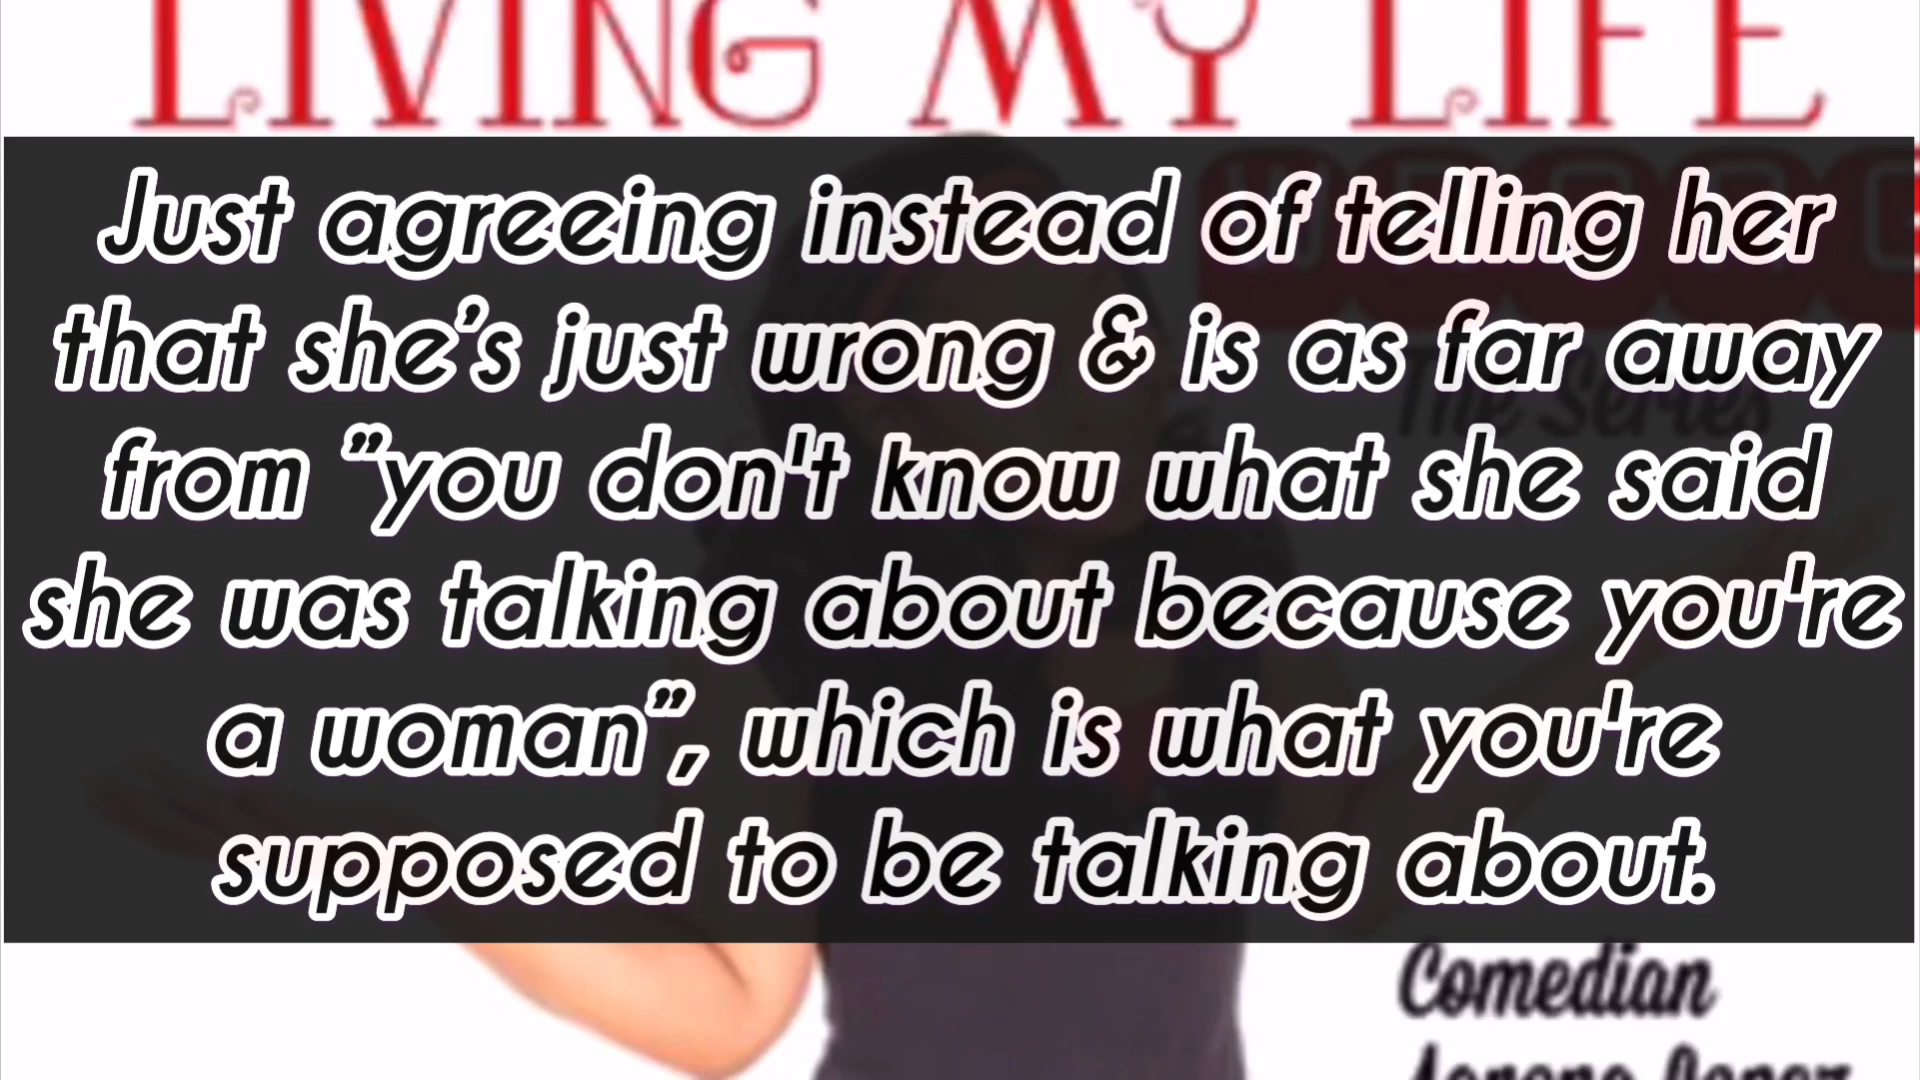 LIVING MY LIFE
Just agreeing instead of telling her
that she's just wrong & is as far away
from "you don't know what she said
she was talking about because you're
a woman", which is what you're
supposed to be talking about.
The Series
Comedian